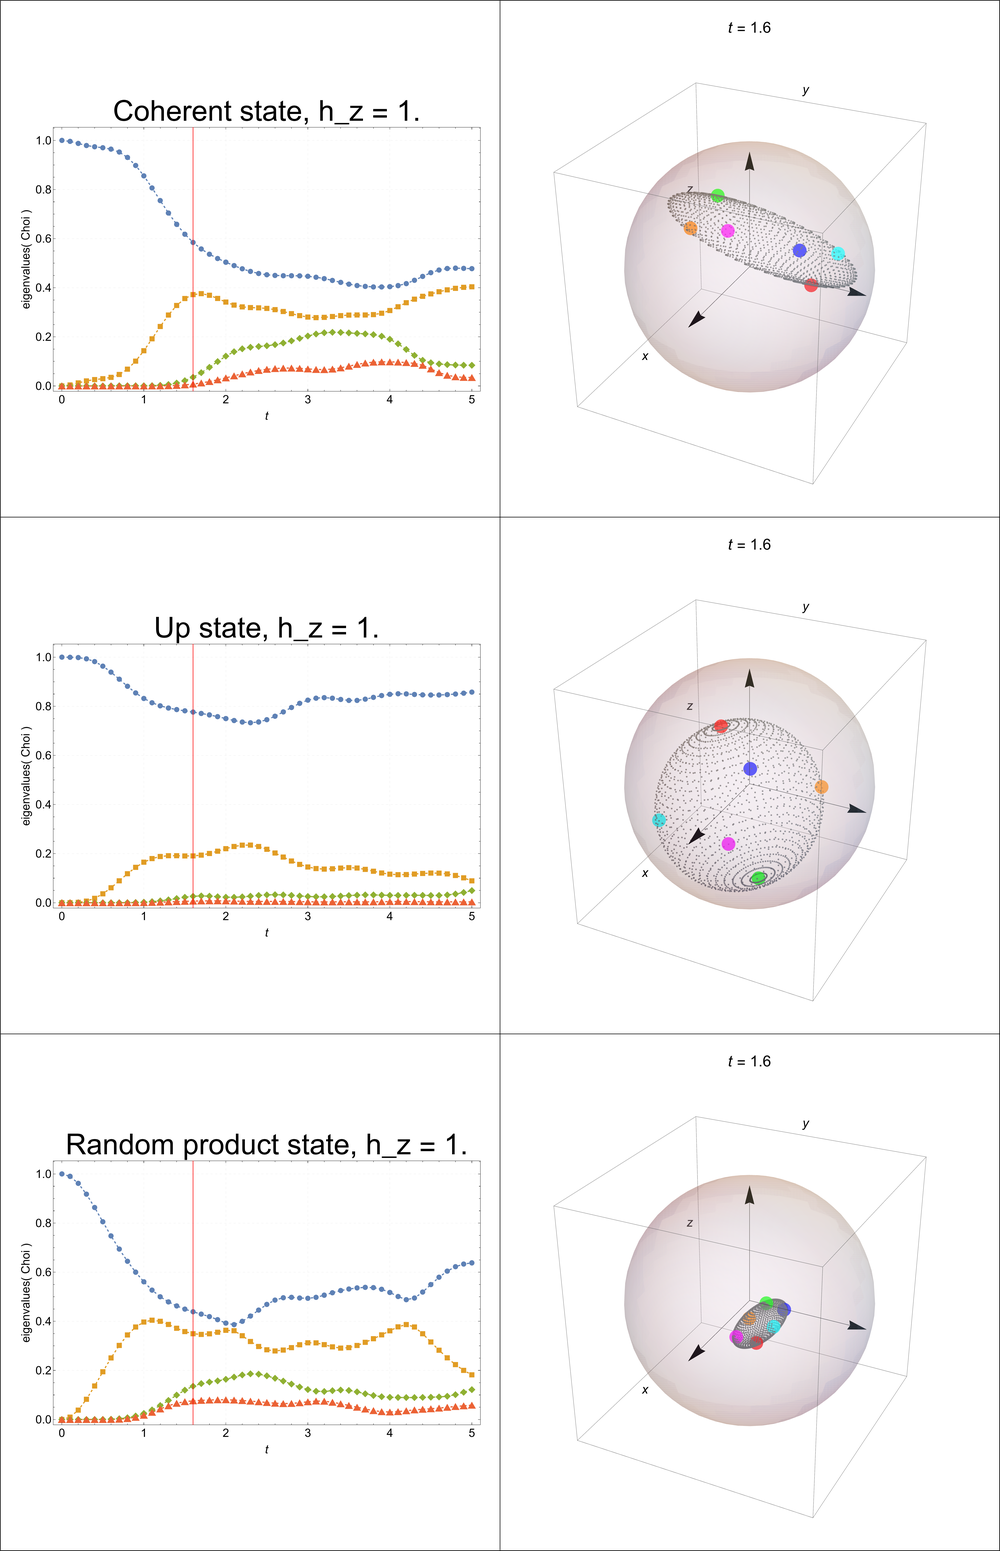 t = 1.6
y
Coherent state, h_z = 1.
1.0
0.8
0.6
0.4
0.2
0.0
eigenvalues( Choi )
0 1 2 3 4 5
t
z
x
t = 1.6
y
Up state, h_z = 1.
1.0
0.8
0.6
0.4
0.2
0.0
eigenvalues( Choi )
0 1 2 3 4 5
t
z
x
t = 1.6
y
Random product state, h_z = 1.
1.0
0.8
0.6
0.4
0.2
0.0
eigenvalues( Choi )
0 1 2 3 4 5
t
z
x